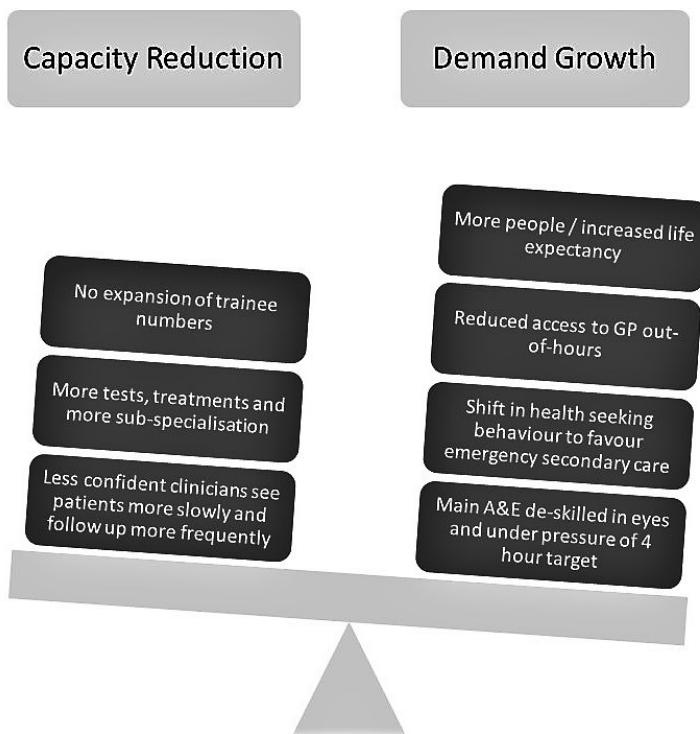 Capacity Reduction
Demand Growth
No expansion of trainee
numbers
More tests, treatments and
more sub-specialisation
Less confident clinicians see
patients more slowly and
follow up more frequently
More people / increased life
expectancy
Reduced access to GP out-
of-hours
Shift in health seeking
behaviour to favour
emergency secondary care
Main A&E de-skilled in eyes
and under pressure of 4
hour target